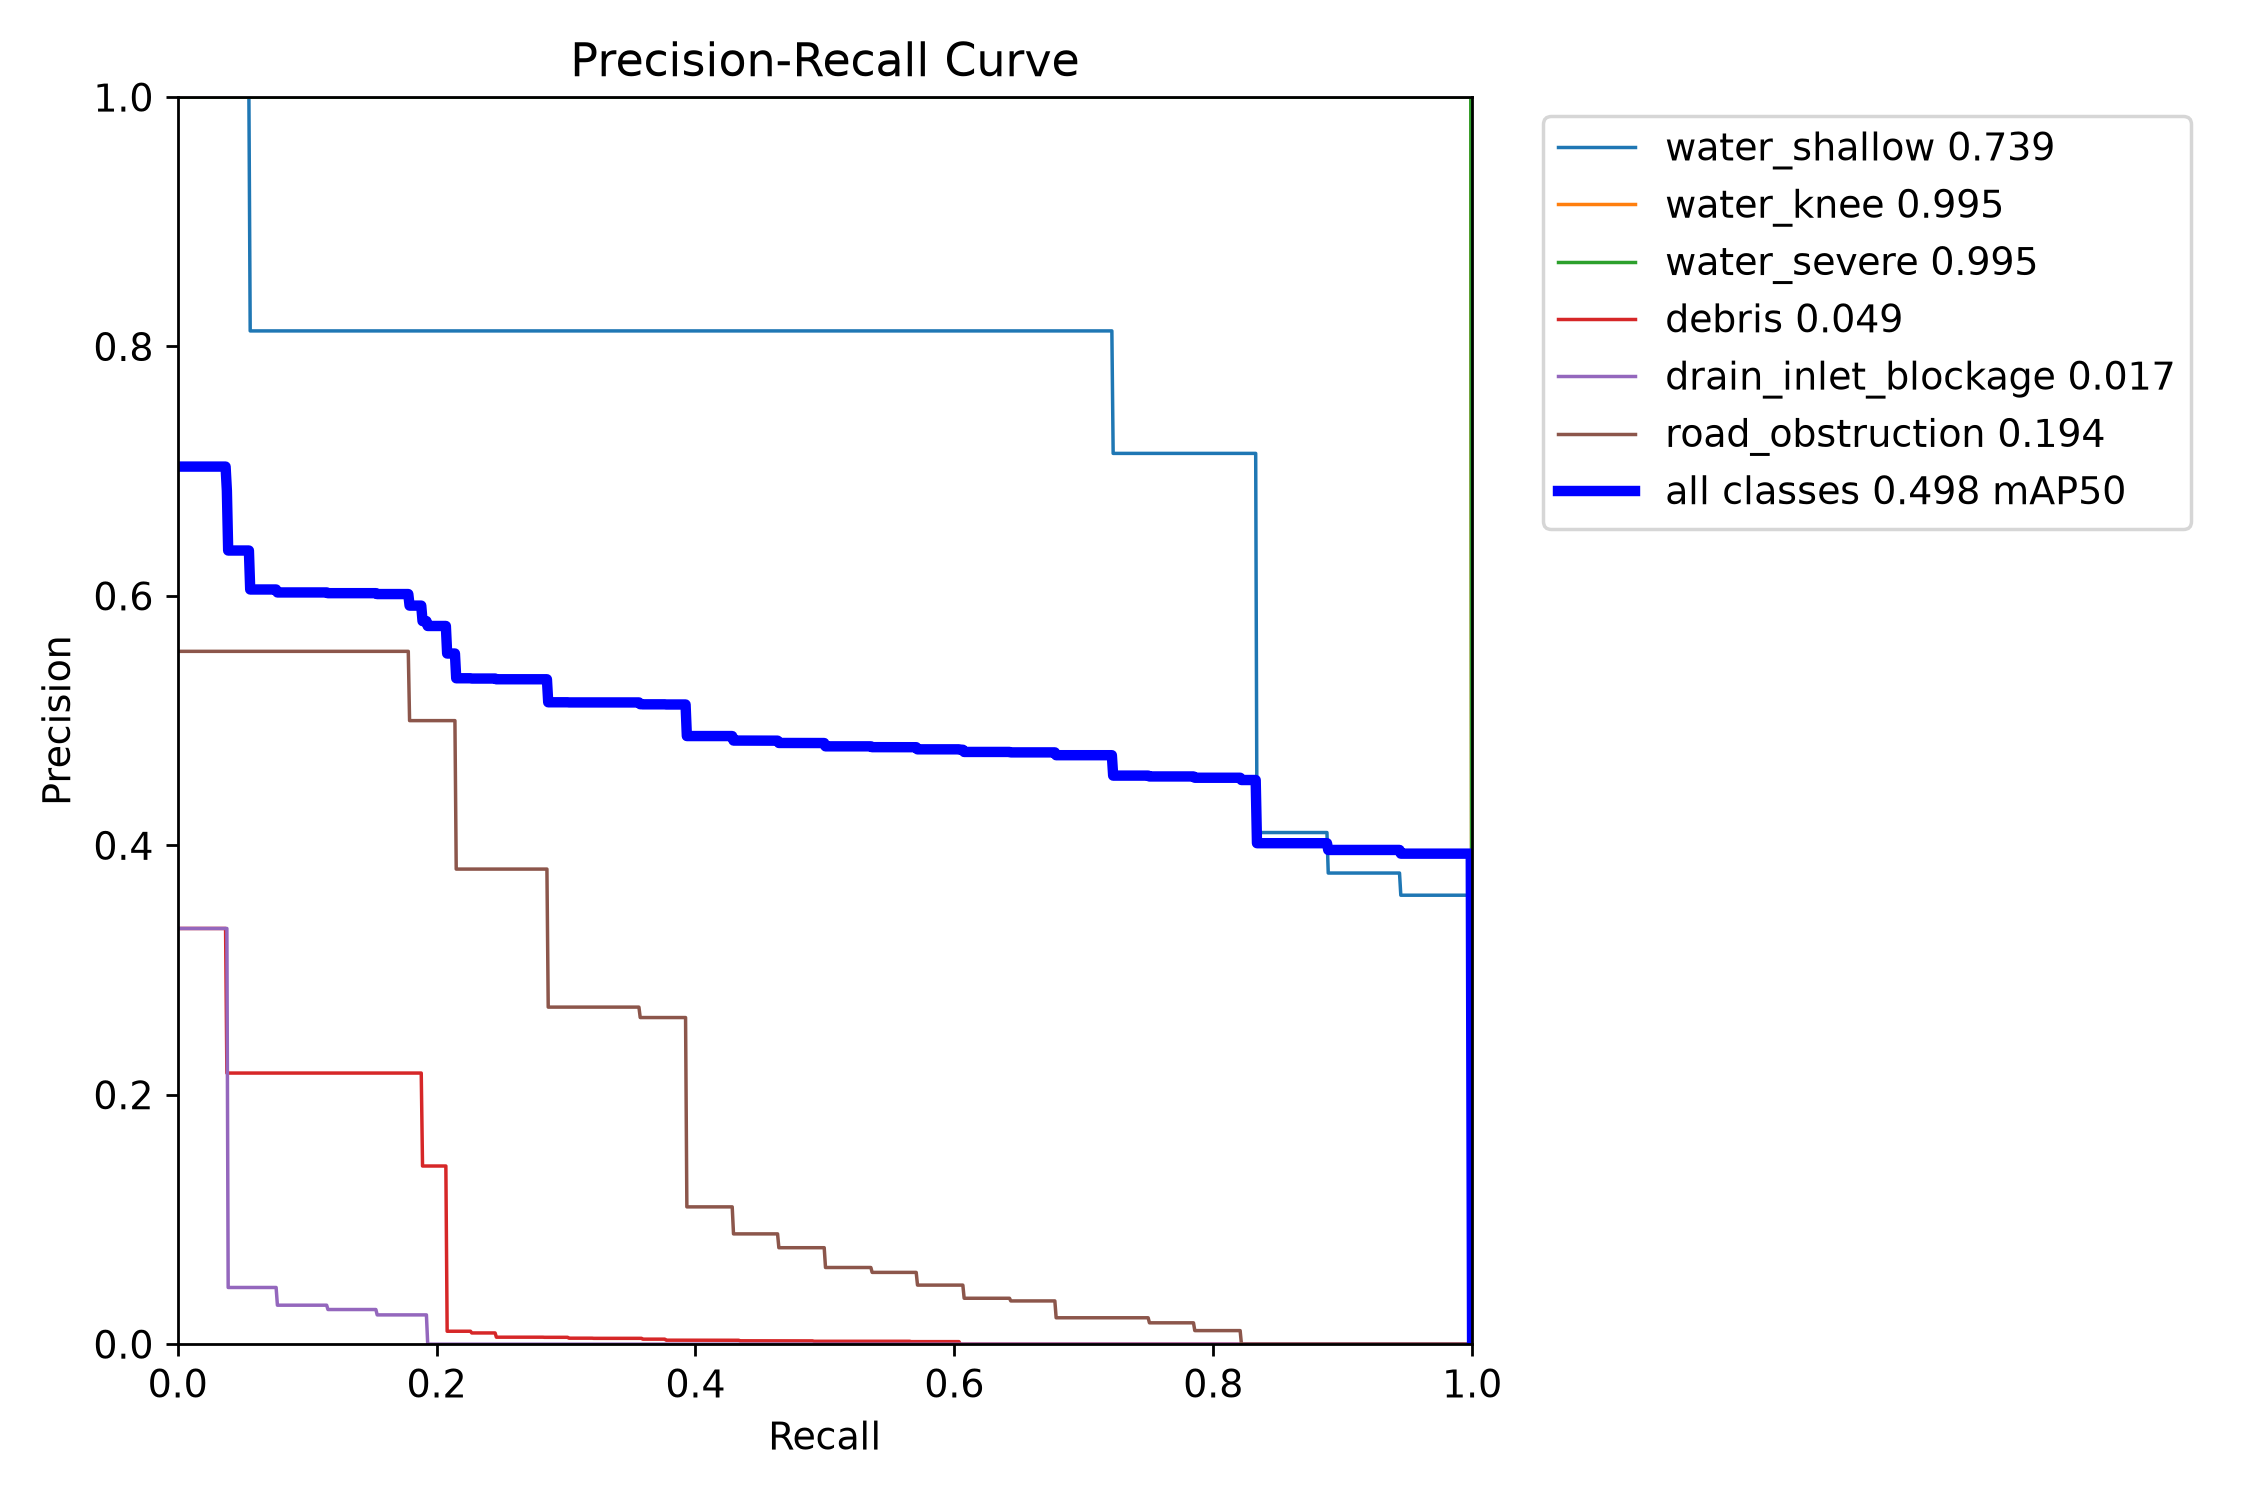 Precision-Recall Curve
1.0
0.8
0.6
0.4
0.2
0.0
Precision
0.0 0.2 0.4 0.6 0.8 1.0
Recall
water_shallow 0.739
water_knee 0.995
water_severe 0.995
debris 0.049
drain_inlet_blockage 0.017
road_obstruction 0.194
all classes 0.498 mAP50